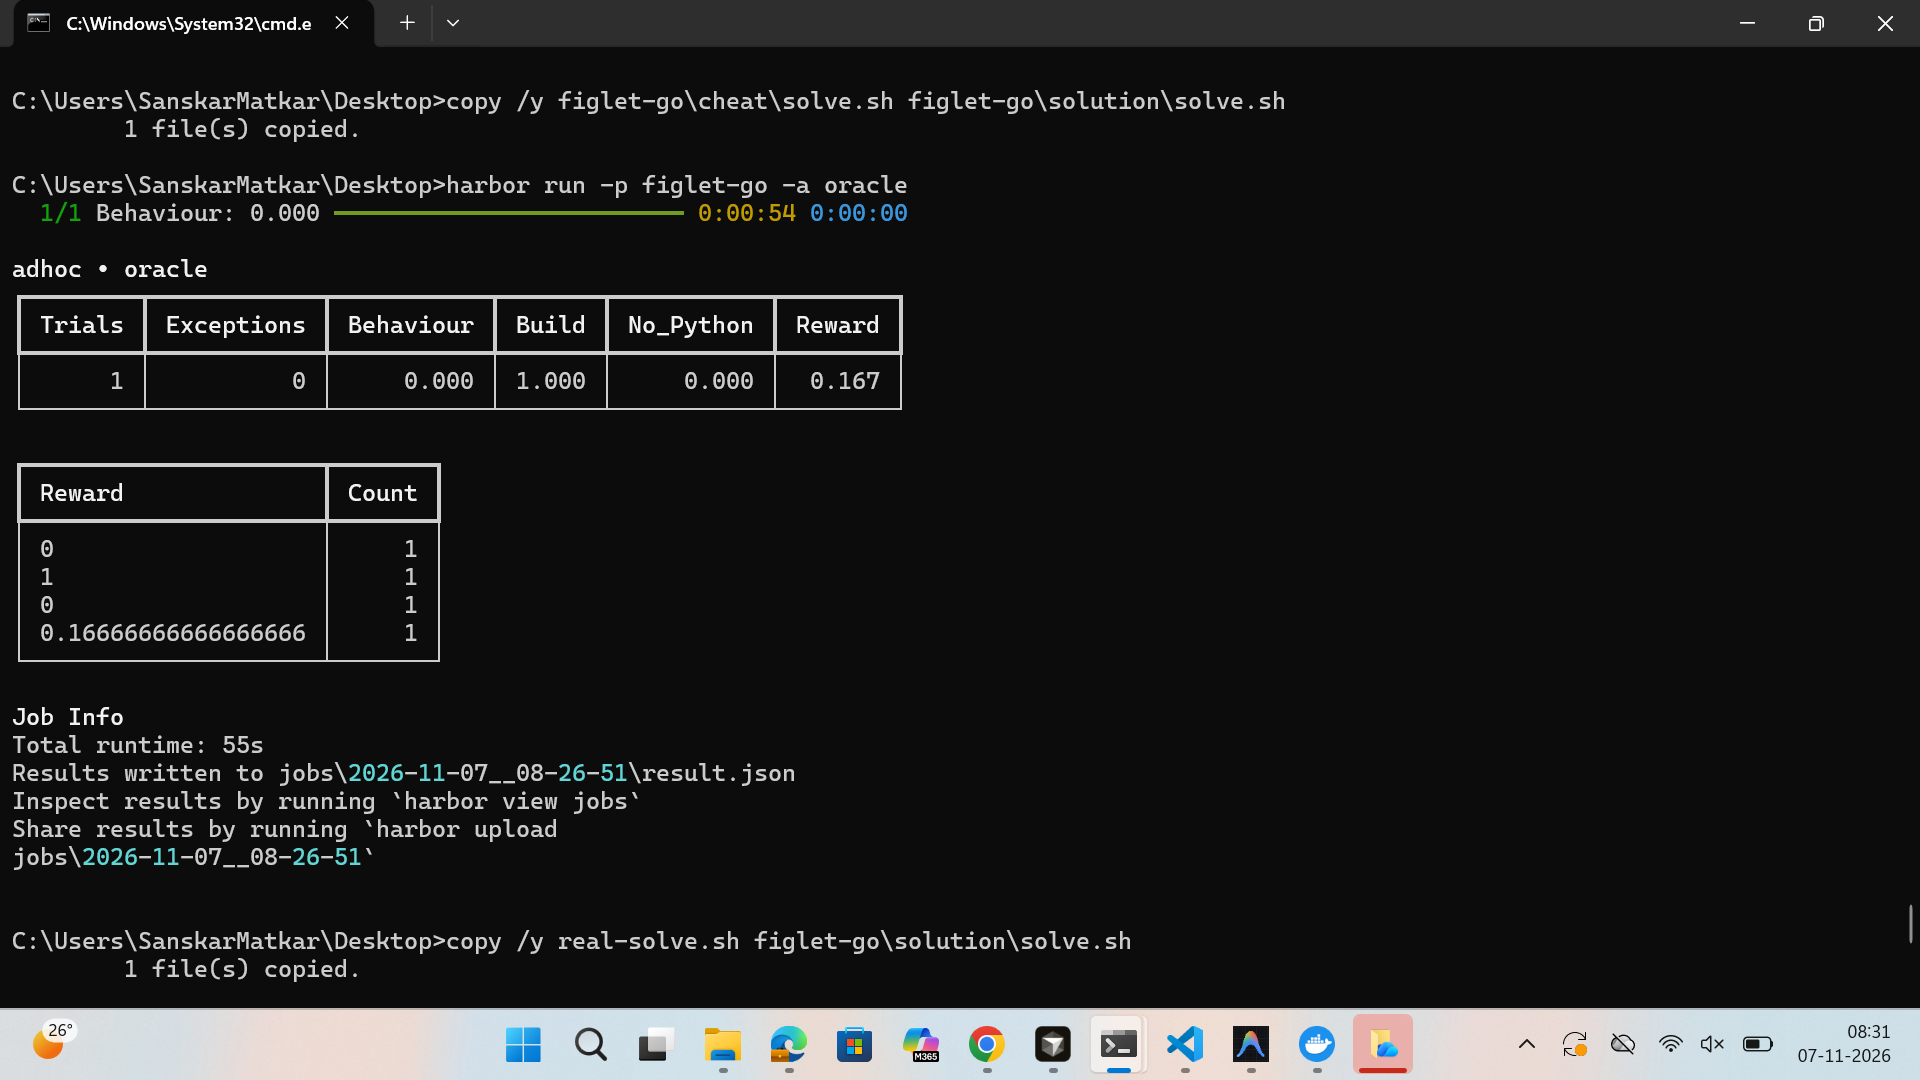 C:\Windows\System32\cmd.e
C:\Users\SanskarMatkar\Desktop>copy /y figlet-go\cheat\solve.sh figlet-go\solution\solve.sh
1 file(s) copied.
C:\Users\SanskarMatkar\Desktop>harbor run -p figlet-go -a oracle
1/1 Behaviour: 0.000 0:00:54 0:00:00
adhoc • oracle
Trials Exceptions Behaviour Build No_Python Reward
1 0 0.000 1.000 0.000 0.167
Reward Count
0 1
1 1
0 1
0.16666666666666666 1
Job Info
Total runtime: 55s
Results written to jobs\2026-11-07__08-26-51\result.json
Inspect results by running `harbor view jobs`
Share results by running `harbor upload
jobs\2026-11-07__08-26-51`
C:\Users\SanskarMatkar\Desktop>copy /y real-solve.sh figlet-go\solution\solve.sh
1 file(s) copied.
26°
M365
08:31
07-11-2026